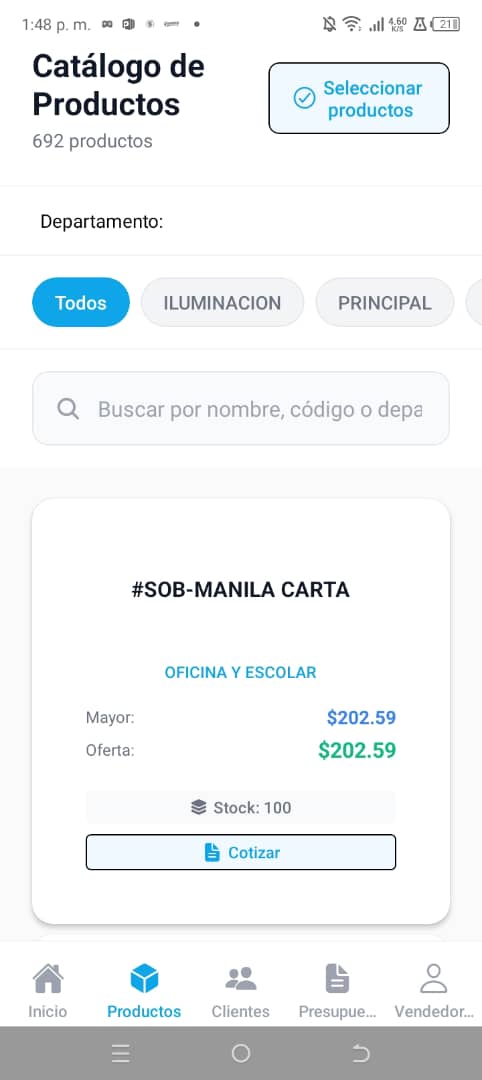 1:48 p. m.
4.60
K/S
21
Catálogo de
Productos
692 productos
Seleccionar
productos
Departamento:
Todos
ILUMINACION
PRINCIPAL
Buscar por nombre, código o depa
#SOB-MANILA CARTA
OFICINA Y ESCOLAR
Mayor:
$202.59
Oferta:
$202.59
Stock: 100
Cotizar
Inicio
Productos
Clientes
Presupue...
Vendedor...